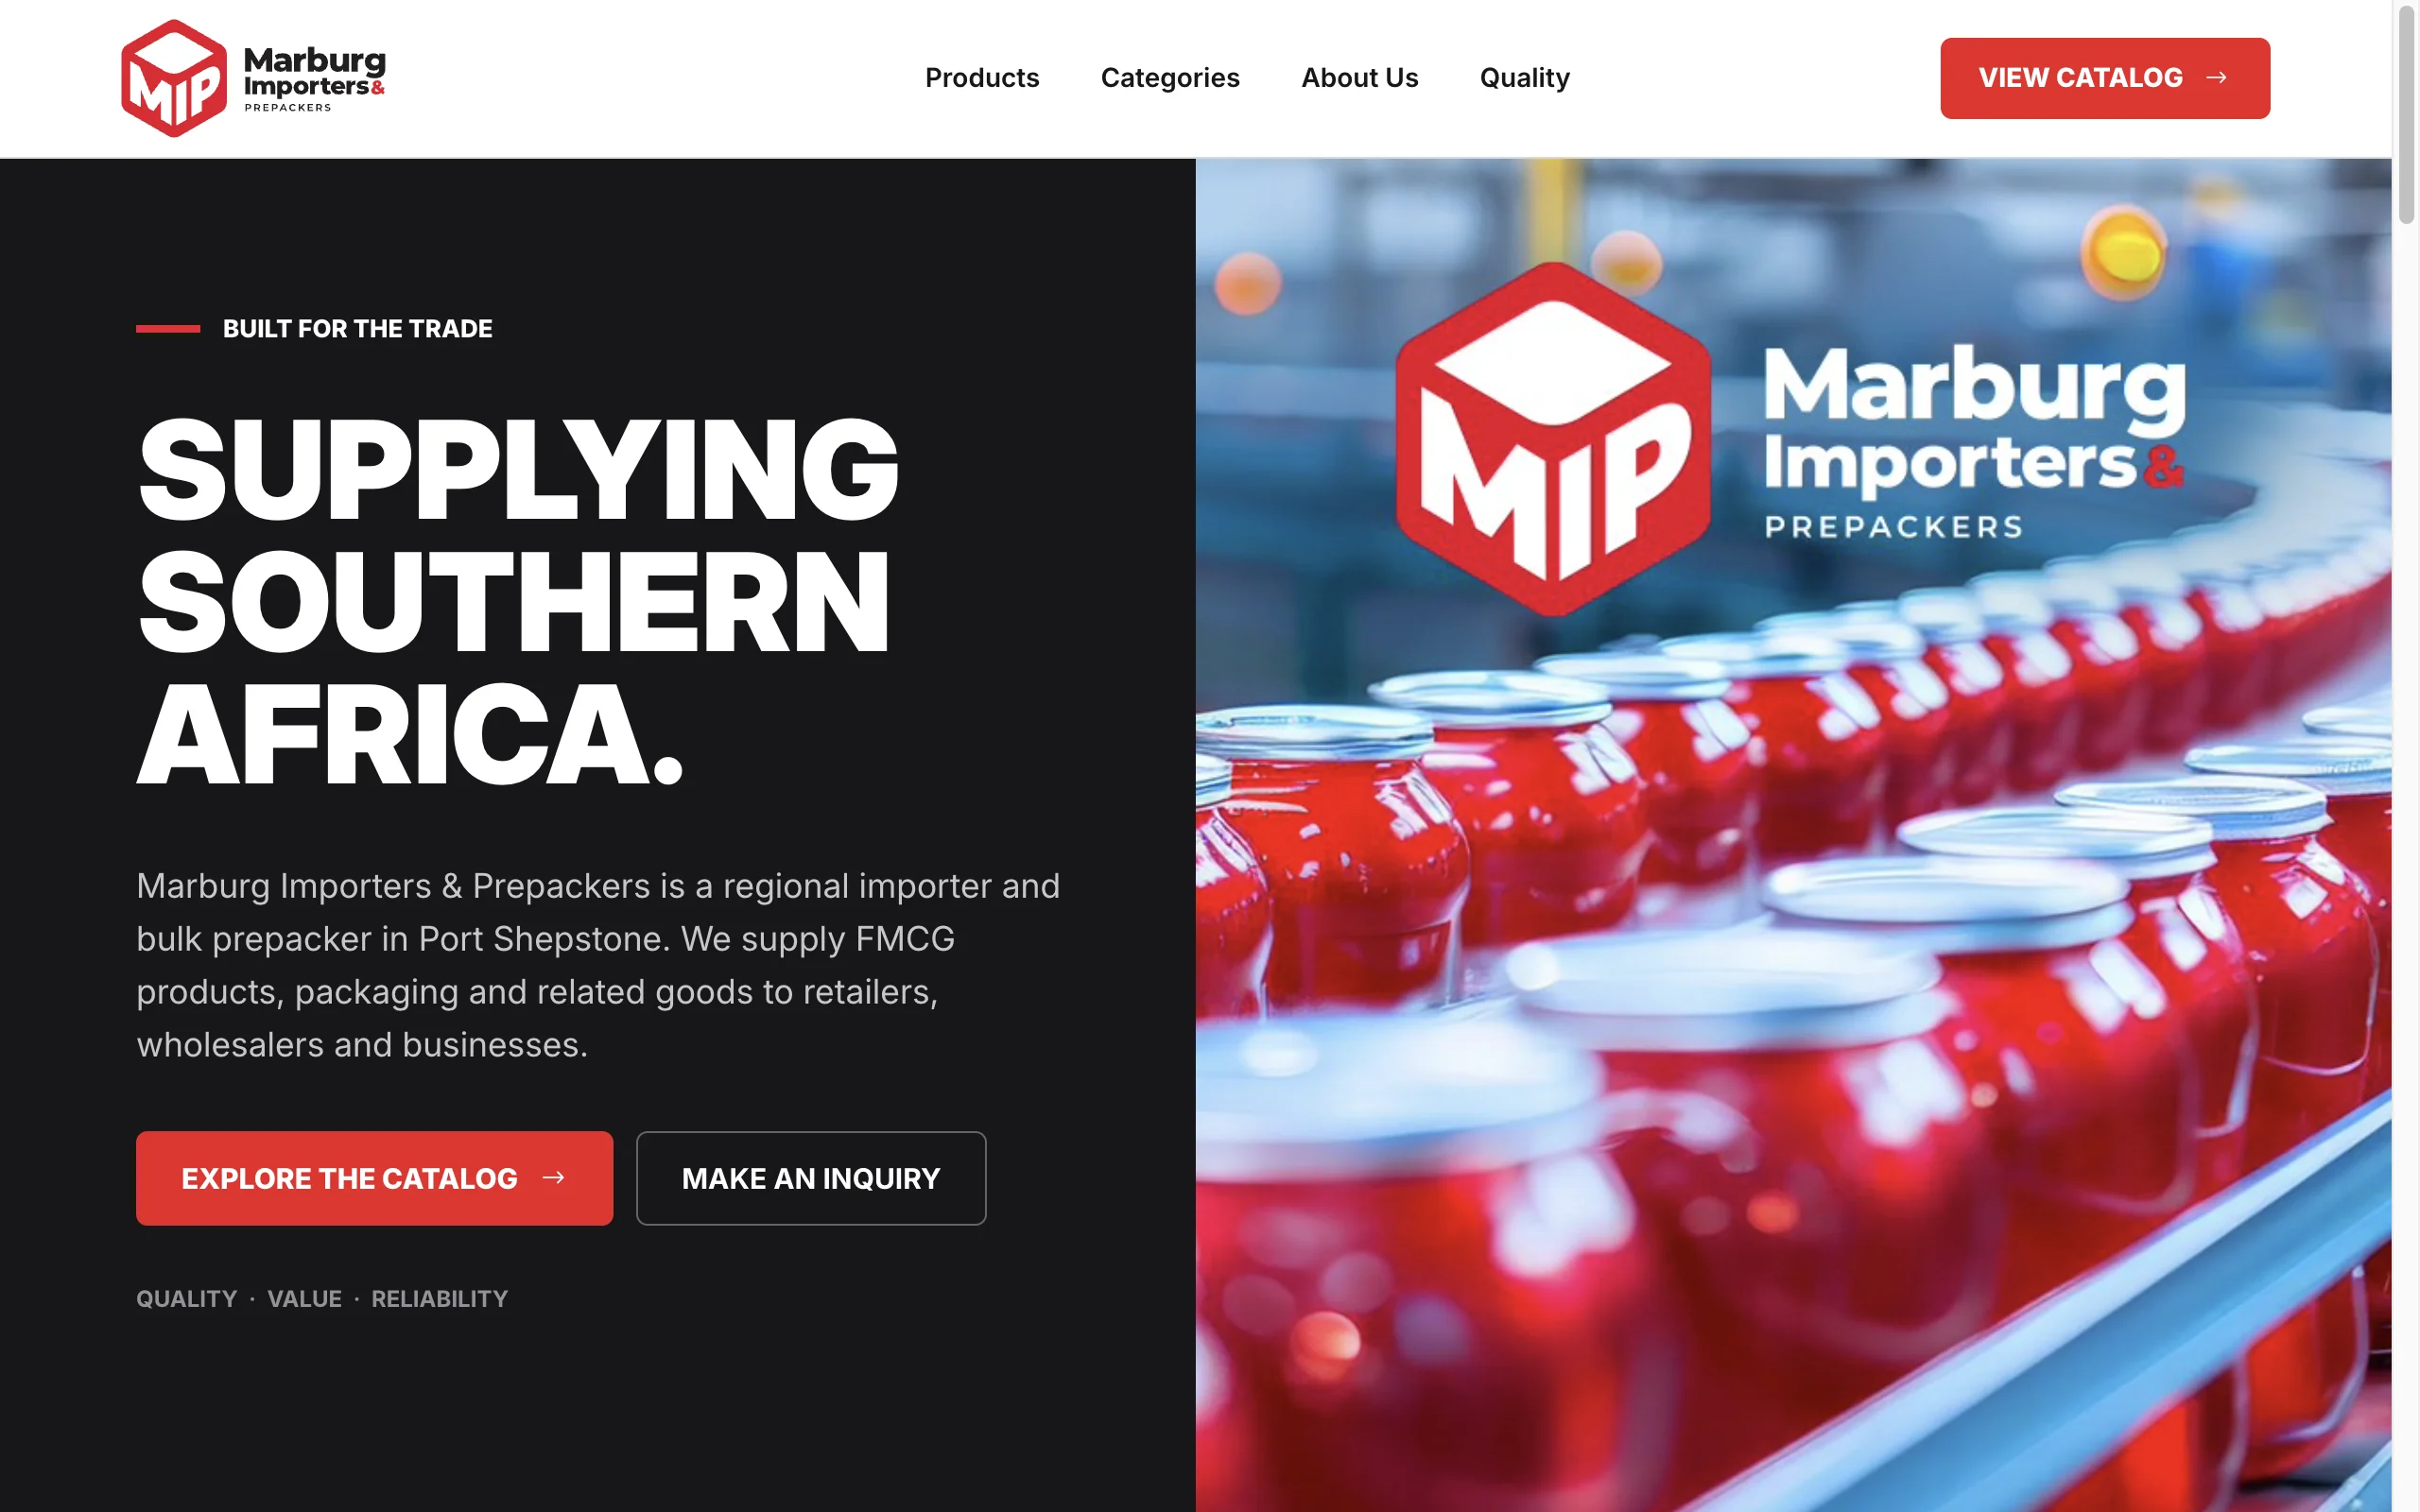 MIP
Marburg
Importers&
PREPACKERS
Products
Categories
About Us
Quality
VIEW CATALOG →
BUILT FOR THE TRADE
SUPPLYING
SOUTHERN
AFRICA.
Marburg Importers & Prepackers is a regional importer and
bulk prepacker in Port Shepstone. We supply FMCG
products, packaging and related goods to retailers,
wholesalers and businesses.
EXPLORE THE CATALOG →
MAKE AN INQUIRY
QUALITY · VALUE · RELIABILITY
MIP
Marburg
Importers&
PREPACKERS